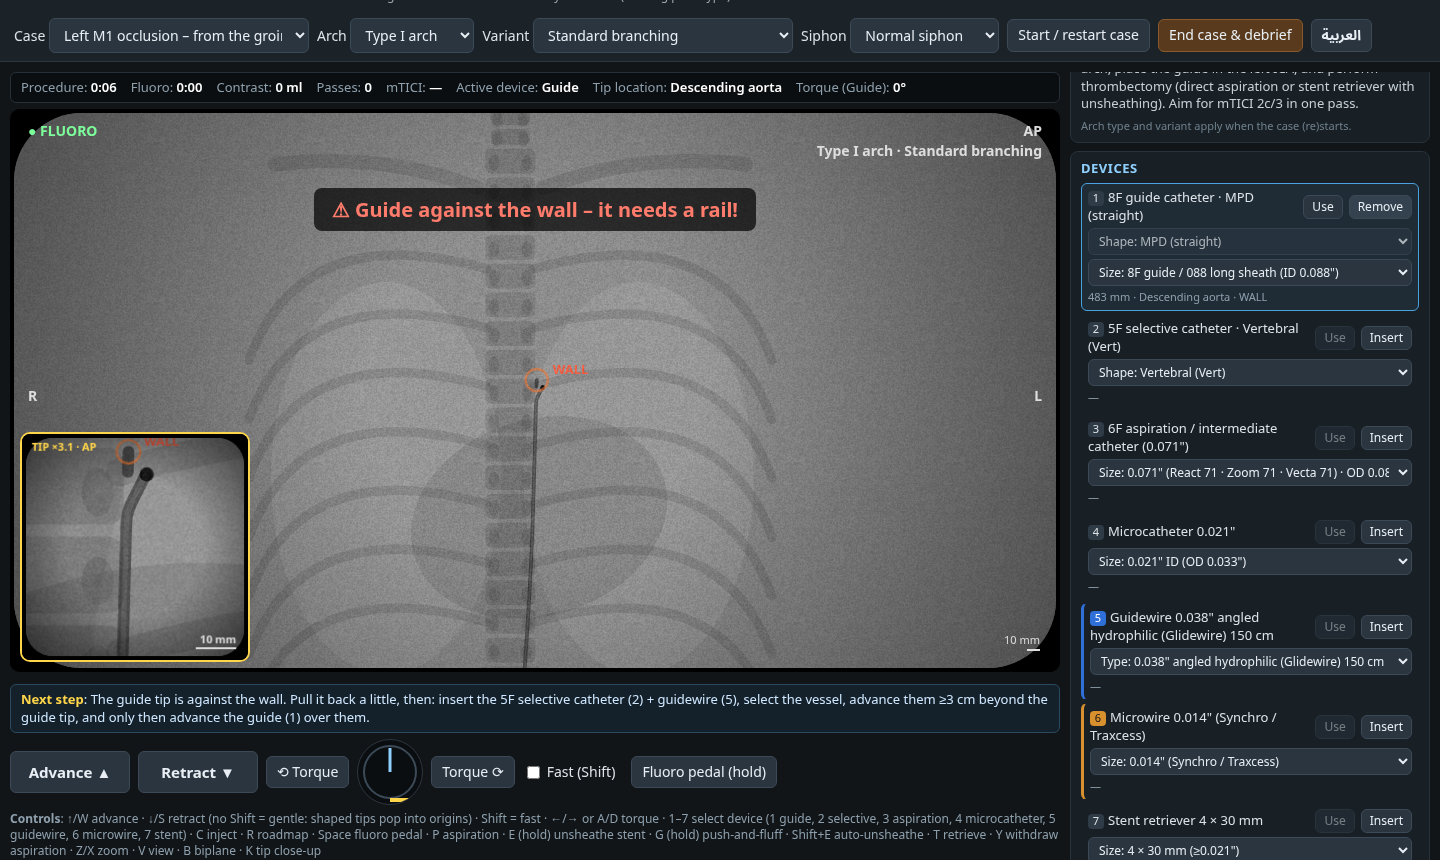 Case Left M1 occlusion – from the groi Arch Type I arch Variant Standard branching Siphon Normal siphon Start / restart case End case & debrief العربية
Procedure: 0:06 Fluoro: 0:00 Contrast: 0 ml Passes: 0 mTICI: — Active device: Guide Tip location: Descending aorta Torque (Guide): 0°
● FLUORO
AP
Type I arch · Standard branching
⚠ Guide against the wall – it needs a rail!
WALL
R
L
TIP ×3.1 · AP
WALL
10 mm
10 mm
Next step: The guide tip is against the wall. Pull it back a little, then: insert the 5F selective catheter (2) + guidewire (5), select the vessel, advance them ≥3 cm beyond the
guide tip, and only then advance the guide (1) over them.
Advance ▲ Retract ▼ ⟲ Torque Torque ⟳ Fast (Shift) Fluoro pedal (hold)
Controls: ↑/W advance · ↓/S retract (no Shift = gentle: shaped tips pop into origins) · Shift = fast · ←/→ or A/D torque · 1–7 select device (1 guide, 2 selective, 3 aspiration, 4 microcatheter, 5
guidewire, 6 microwire, 7 stent) · C inject · R roadmap · Space fluoro pedal · P aspiration · E (hold) unsheathe stent · G (hold) push-and-fluff · Shift+E auto-unsheathe · T retrieve · Y withdraw
aspiration · Z/X zoom · V view · B biplane · K tip close-up
thrombectomy (direct aspiration or stent retriever with
unsheathing). Aim for mTICI 2c/3 in one pass.
Arch type and variant apply when the case (re)starts.
DEVICES
1 8F guide catheter · MPD
(straight)
Use Remove
Shape: MPD (straight)
Size: 8F guide / 088 long sheath (ID 0.088")
483 mm · Descending aorta · WALL
2 5F selective catheter · Vertebral
(Vert)
Use Insert
Shape: Vertebral (Vert)
—
3 6F aspiration / intermediate
catheter (0.071")
Use Insert
Size: 0.071" (React 71 · Zoom 71 · Vecta 71) · OD 0.08
—
4 Microcatheter 0.021"
Use Insert
Size: 0.021" ID (OD 0.033")
—
5 Guidewire 0.038" angled
hydrophilic (Glidewire) 150 cm
Use Insert
Type: 0.038" angled hydrophilic (Glidewire) 150 cm
—
6 Microwire 0.014" (Synchro /
Traxcess)
Use Insert
Size: 0.014" (Synchro / Traxcess)
—
7 Stent retriever 4 × 30 mm
Use Insert
Size: 4 × 30 mm (≥0.021")